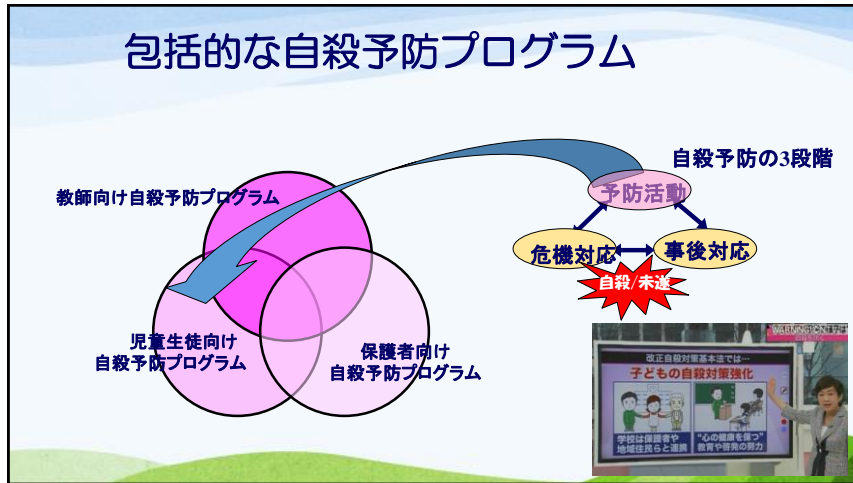 包括的な自殺予防プログラム
自殺予防の3段階
予防活動
教師向け自殺予防プログラム
危機対応
事後対応
自殺/未遂
児童生徒向け
自殺予防プログラム
保護者向け
自殺予防プログラム
改正自殺対策基本法では…
子どもの自殺対策強化
学校は保護者や
地域住民らと連携
“心の健康を保つ”
教育や啓発の努力